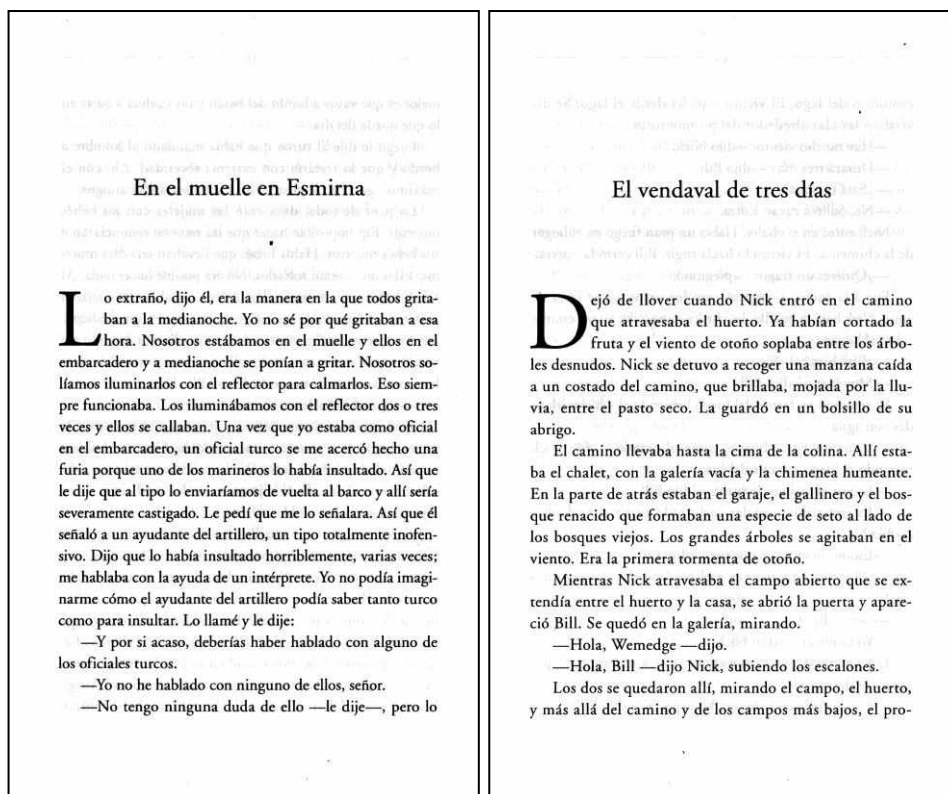 En el muelle en Esmirna
Lo extraño, dijo él, era la manera en la que todos grita-
ban a la medianoche. Yo no sé por qué gritaban a esa
hora. Nosotros estábamos en el muelle y ellos en el
embarcadero y a medianoche se ponían a gritar. Nosotros so-
líamos iluminarlos con el reflector para calmarlos. Eso siem-
pre funcionaba. Los iluminábamos con el reflector dos o tres
veces y ellos se callaban. Una vez que yo estaba como oficial
en el embarcadero, un oficial turco se me acercó hecho una
furia porque uno de los marineros lo había insultado. Así que
le dije que al tipo lo enviaríamos de vuelta al barco y allí sería
severamente castigado. Le pedí que me lo señalara. Así que él
señaló a un ayudante del artillero, un tipo totalmente inofen-
sivo. Dijo que lo había insultado horriblemente, varias veces;
me hablaba con la ayuda de un intérprete. Yo no podía imagi-
narme cómo el ayudante del artillero podía saber tanto turco
como para insultar. Lo llamé y le dije:
—Y por si acaso, deberías haber hablado con alguno de
los oficiales turcos.
—Yo no he hablado con ninguno de ellos, señor.
—No tengo ninguna duda de ello —le dije—, pero lo
El vendaval de tres días
Dejó de llover cuando Nick entró en el camino
que atravesaba el huerto. Ya habían cortado la
fruta y el viento de otoño soplaba entre los árbo-
les desnudos. Nick se detuvo a recoger una manzana caída
a un costado del camino, que brillaba, mojada por la llu-
via, entre el pasto seco. La guardó en un bolsillo de su
abrigo.
El camino llevaba hasta la cima de la colina. Allí esta-
ba el chalet, con la galería vacía y la chimenea humeante.
En la parte de atrás estaban el garaje, el gallinero y el bos-
que renacido que formaban una especie de seto al lado de
los bosques viejos. Los grandes árboles se agitaban en el
viento. Era la primera tormenta de otoño.
Mientras Nick atravesaba el campo abierto que se ex-
tendía entre el huerto y la casa, se abrió la puerta y apare-
ció Bill. Se quedó en la galería, mirando.
—Hola, Wemedge —dijo.
—Hola, Bill —dijo Nick, subiendo los escalones.
Los dos se quedaron allí, mirando el campo, el huerto,
y más allá del camino y de los campos más bajos, el pro-